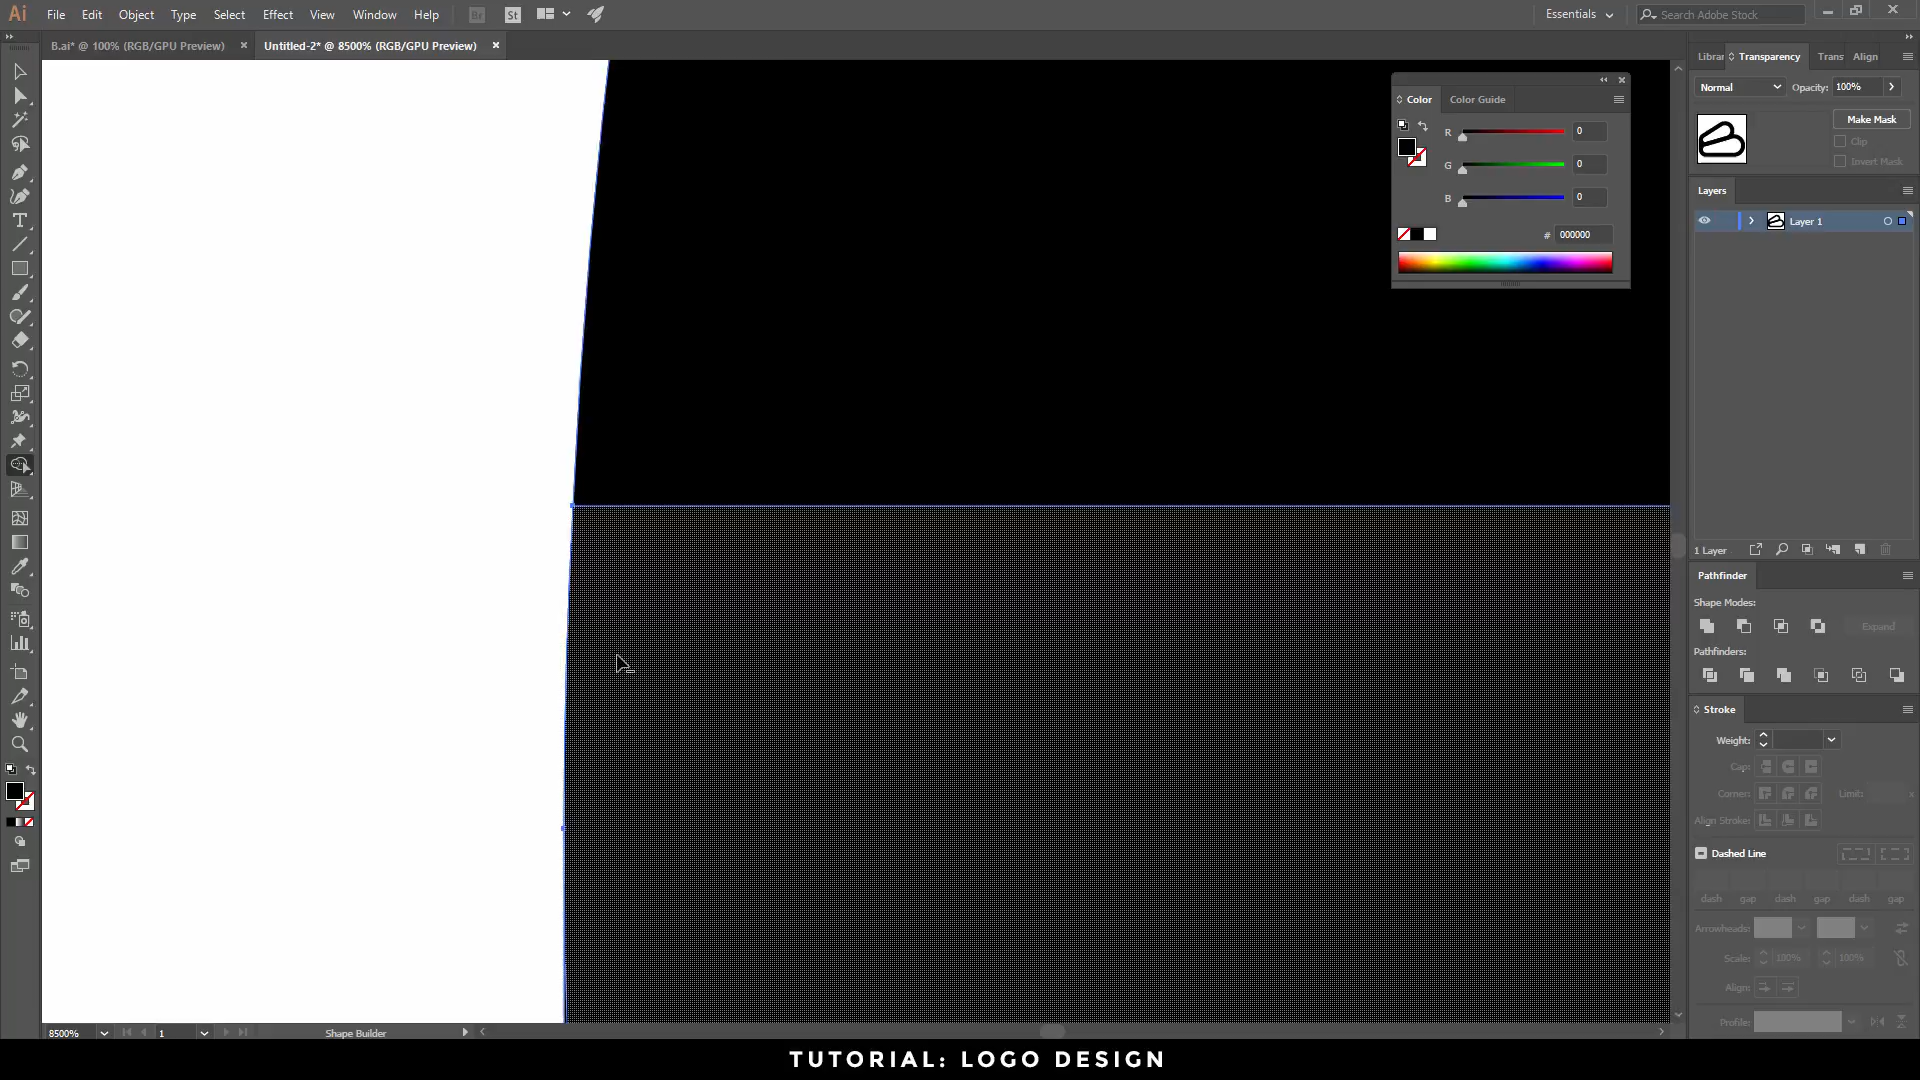 Ai File Edit Object Type Select Effect View Window Help Br St Essentials Search Adobe Stock
B.ai* @ 100% (RGB/GPU Preview) × Untitled-2* @ 8500% (RGB/GPU Preview) ×
Color Color Guide
R 0
G 0
B 0
# 000000
Librar Transparency Trans Align
Normal Opacity: 100%
Make Mask
Clip
Invert Mask
Layers
Layer 1
1 Layer
Pathfinder
Shape Modes:
Expand
Pathfinders:
Stroke
Weight:
Cap:
Corner: Limit: x
Align Stroke:
Dashed Line
dash gap dash gap dash gap
Arrowheads:
Scale: 100% 100%
Align:
Profile:
8500% 1 Shape Builder
TUTORIAL: LOGO DESIGN